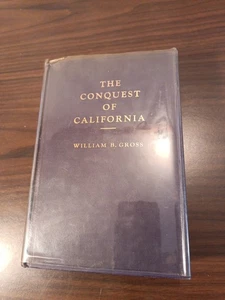 THE
CONQUEST
OF
CALIFORNIA
WILLIAM B. GROSS